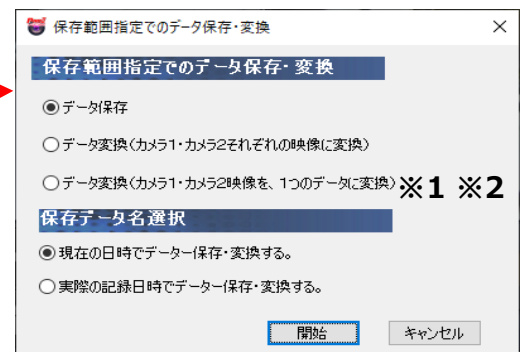 保存範囲指定でのデータ保存・変換
保存範囲指定でのデータ保存・変換
データ保存
データ変換(カメラ1・カメラ2それぞれの映像に変換)
データ変換(カメラ1・カメラ2映像を、1つのデータに変換) ※1 ※2
保存データ名選択
現在の日時でデーター保存・変換する。
実際の記録日時でデーター保存・変換する。
開始 キャンセル